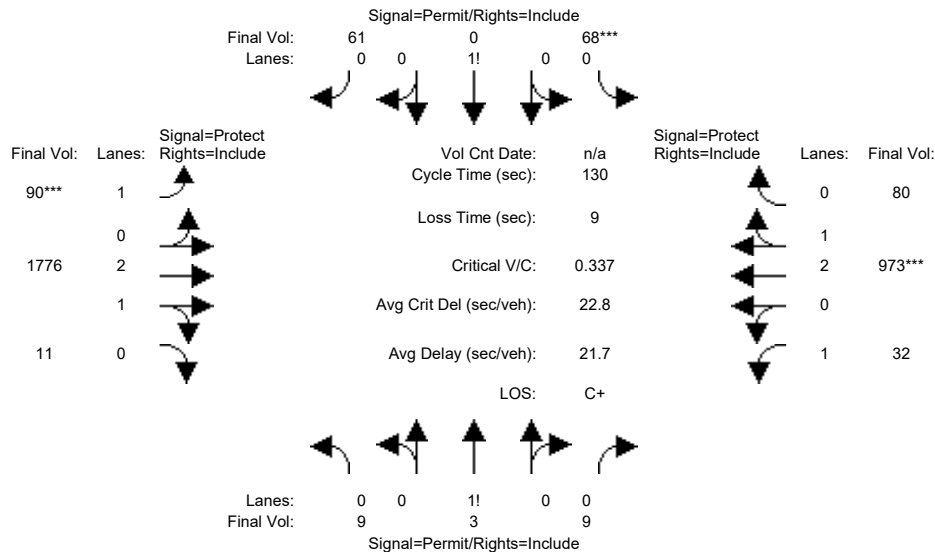 Signal=Permit/Rights=Include
Final Vol: 61 0 68***
Lanes: 0 0 1! 0 0
Signal=Protect Signal=Protect
Final Vol: Lanes: Rights=Include Vol Cnt Date: n/a Rights=Include Lanes: Final Vol:
Cycle Time (sec): 130
90*** 1 0 80
Loss Time (sec): 9
0 1
1776 2 Critical V/C: 0.337 2 973***
1 Avg Crit Del (sec/veh): 22.8 0
11 0 Avg Delay (sec/veh): 21.7 1 32
LOS: C+
Lanes: 0 0 1! 0 0
Final Vol: 9 3 9
Signal=Permit/Rights=Include